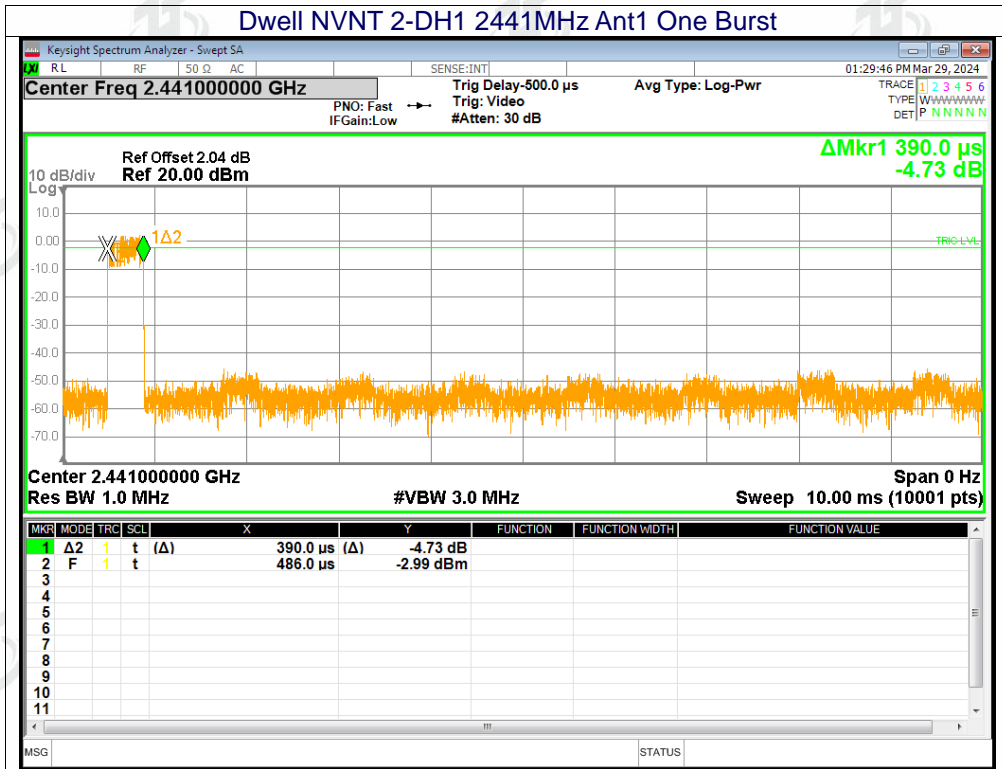 Dwell NVNT 2-DH1 2441MHz Ant1 One Burst
Keysight Spectrum Analyzer - Swept SA
LXI RL RF 50 Ω AC SENSE:INT 01:29:46 PM Mar 29, 2024
Center Freq 2.441000000 GHz
PNO: Fast
IFGain:Low
Trig Delay-500.0 µs
Trig: Video
#Atten: 30 dB
Avg Type: Log-Pwr
TRACE 1 2 3 4 5 6
TYPE WWWWWWW
DET P N N N N N
ΔMkr1 390.0 µs
-4.73 dB
Ref Offset 2.04 dB
10 dB/div Ref 20.00 dBm
Log
10.0
0.00
-10.0
-20.0
-30.0
-40.0
-50.0
-60.0
-70.0
1Δ2
TRIG LVL
Center 2.441000000 GHz Span 0 Hz
Res BW 1.0 MHz #VBW 3.0 MHz Sweep 10.00 ms (10001 pts)
MKR MODE TRC SCL X Y FUNCTION FUNCTION WIDTH FUNCTION VALUE
1 Δ2 1 t (Δ) 390.0 µs (Δ) -4.73 dB
2 F 1 t 486.0 µs -2.99 dBm
3
4
5
6
7
8
9
10
11
MSG STATUS